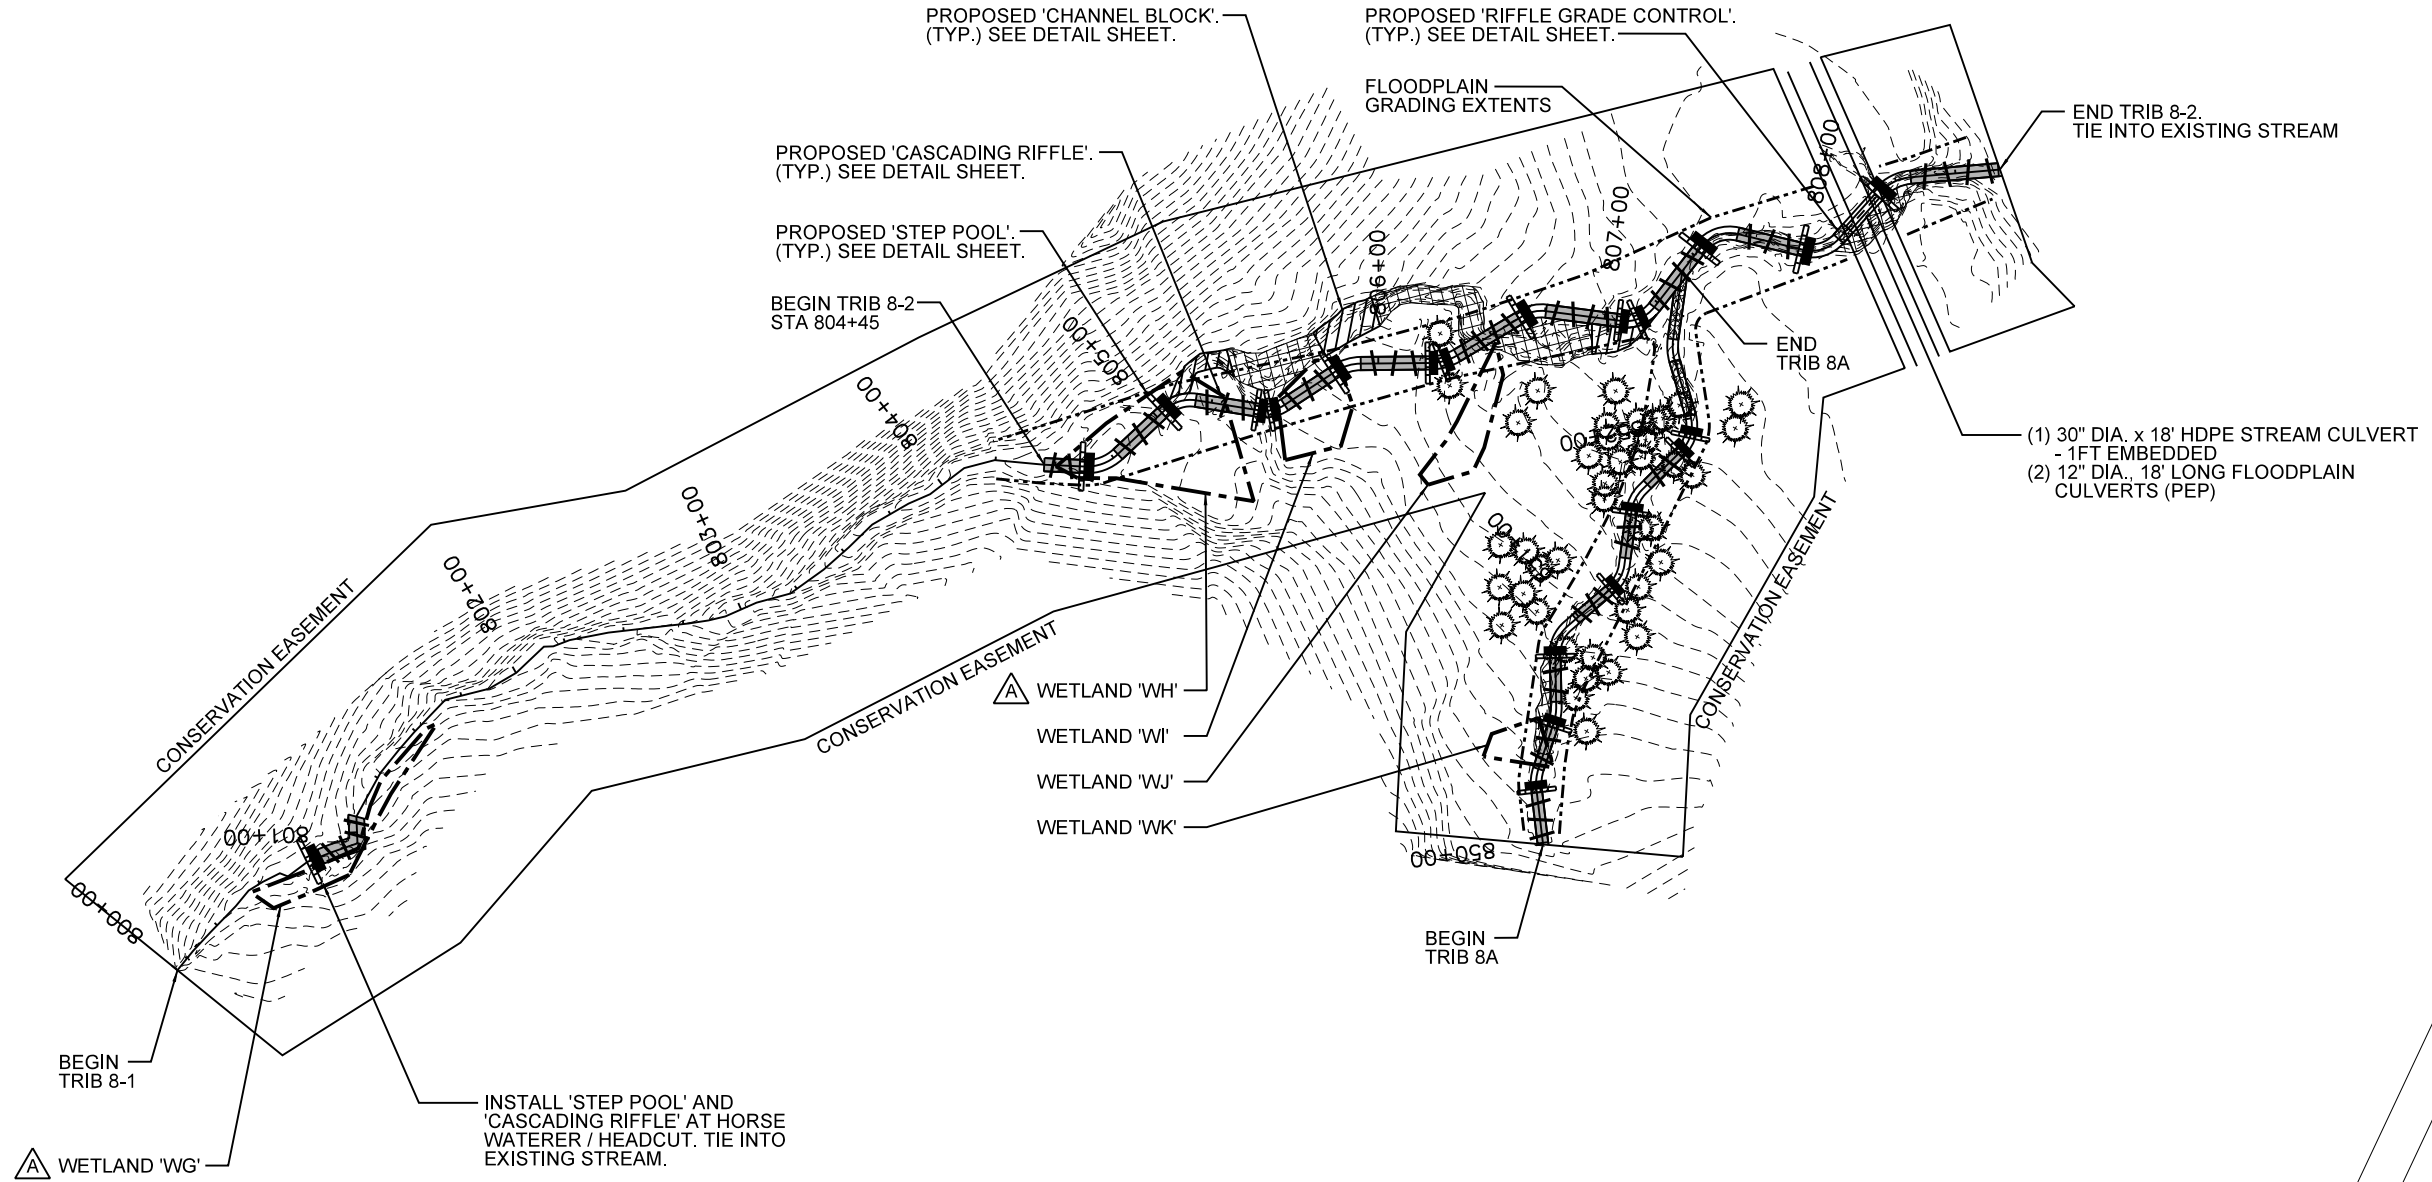 PROPOSED 'CHANNEL BLOCK'.
(TYP.) SEE DETAIL SHEET.
PROPOSED 'RIFFLE GRADE CONTROL'.
(TYP.) SEE DETAIL SHEET.
FLOODPLAIN
GRADING EXTENTS
END TRIB 8-2.
TIE INTO EXISTING STREAM
PROPOSED 'CASCADING RIFFLE'.
(TYP.) SEE DETAIL SHEET.
PROPOSED 'STEP POOL'.
(TYP.) SEE DETAIL SHEET.
BEGIN TRIB 8-2
STA 804+45
808+00
807+00
806+00
805+00
804+00
803+00
802+00
801+00
800+00
END
TRIB 8A
(1) 30" DIA. x 18' HDPE STREAM CULVERT
- 1FT EMBEDDED
(2) 12" DIA., 18' LONG FLOODPLAIN
CULVERTS (PEP)
CONSERVATION EASEMENT
CONSERVATION EASEMENT
CONSERVATION EASEMENT
A WETLAND 'WH'
WETLAND 'WI'
WETLAND 'WJ'
WETLAND 'WK'
850+00
BEGIN
TRIB 8A
BEGIN
TRIB 8-1
INSTALL 'STEP POOL' AND
'CASCADING RIFFLE' AT HORSE
WATERER / HEADCUT. TIE INTO
EXISTING STREAM.
A WETLAND 'WG'